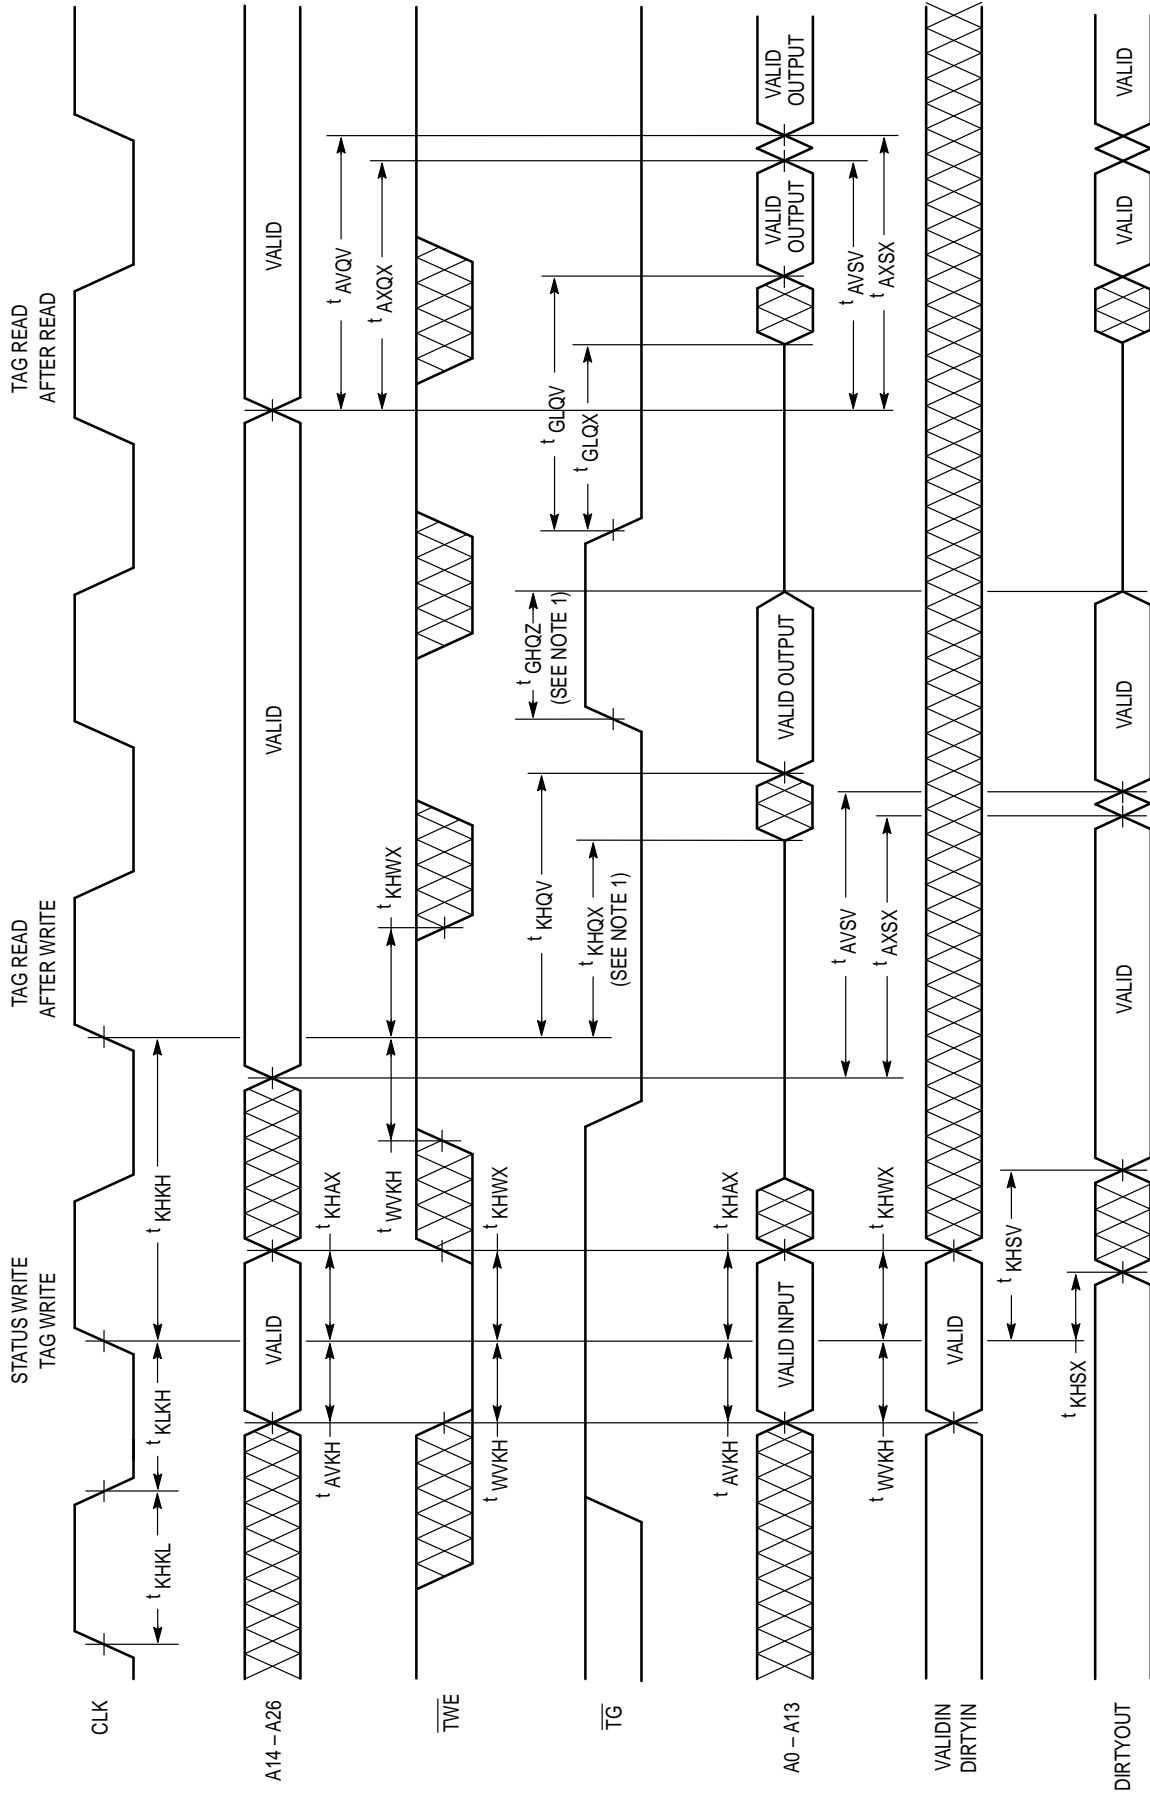 STATUS WRITE
TAG WRITE
TAG READ
AFTER WRITE
TAG READ
AFTER READ
CLK
t KHKL
t KLKH
t KHKH
A14 – A26
VALID
VALID
VALID
t AVKH
t KHAX
t AVQV
t AXQX
TWE
t WVKH
t KHWX
t WVKH
t KHWX
TG
t KHQV
t KHQX
(SEE NOTE 1)
t GHQZ
(SEE NOTE 1)
t GLQV
t GLQX
A0 – A13
t AVKH
t KHAX
VALID INPUT
VALID OUTPUT
VALID
OUTPUT
VALID
OUTPUT
t AVSV
t AXSX
t AVSV
t AXSX
VALIDIN
DIRTYIN
t WVKH
t KHWX
VALID
DIRTYOUT
t KHSX
t KHSV
VALID
VALID
VALID
VALID